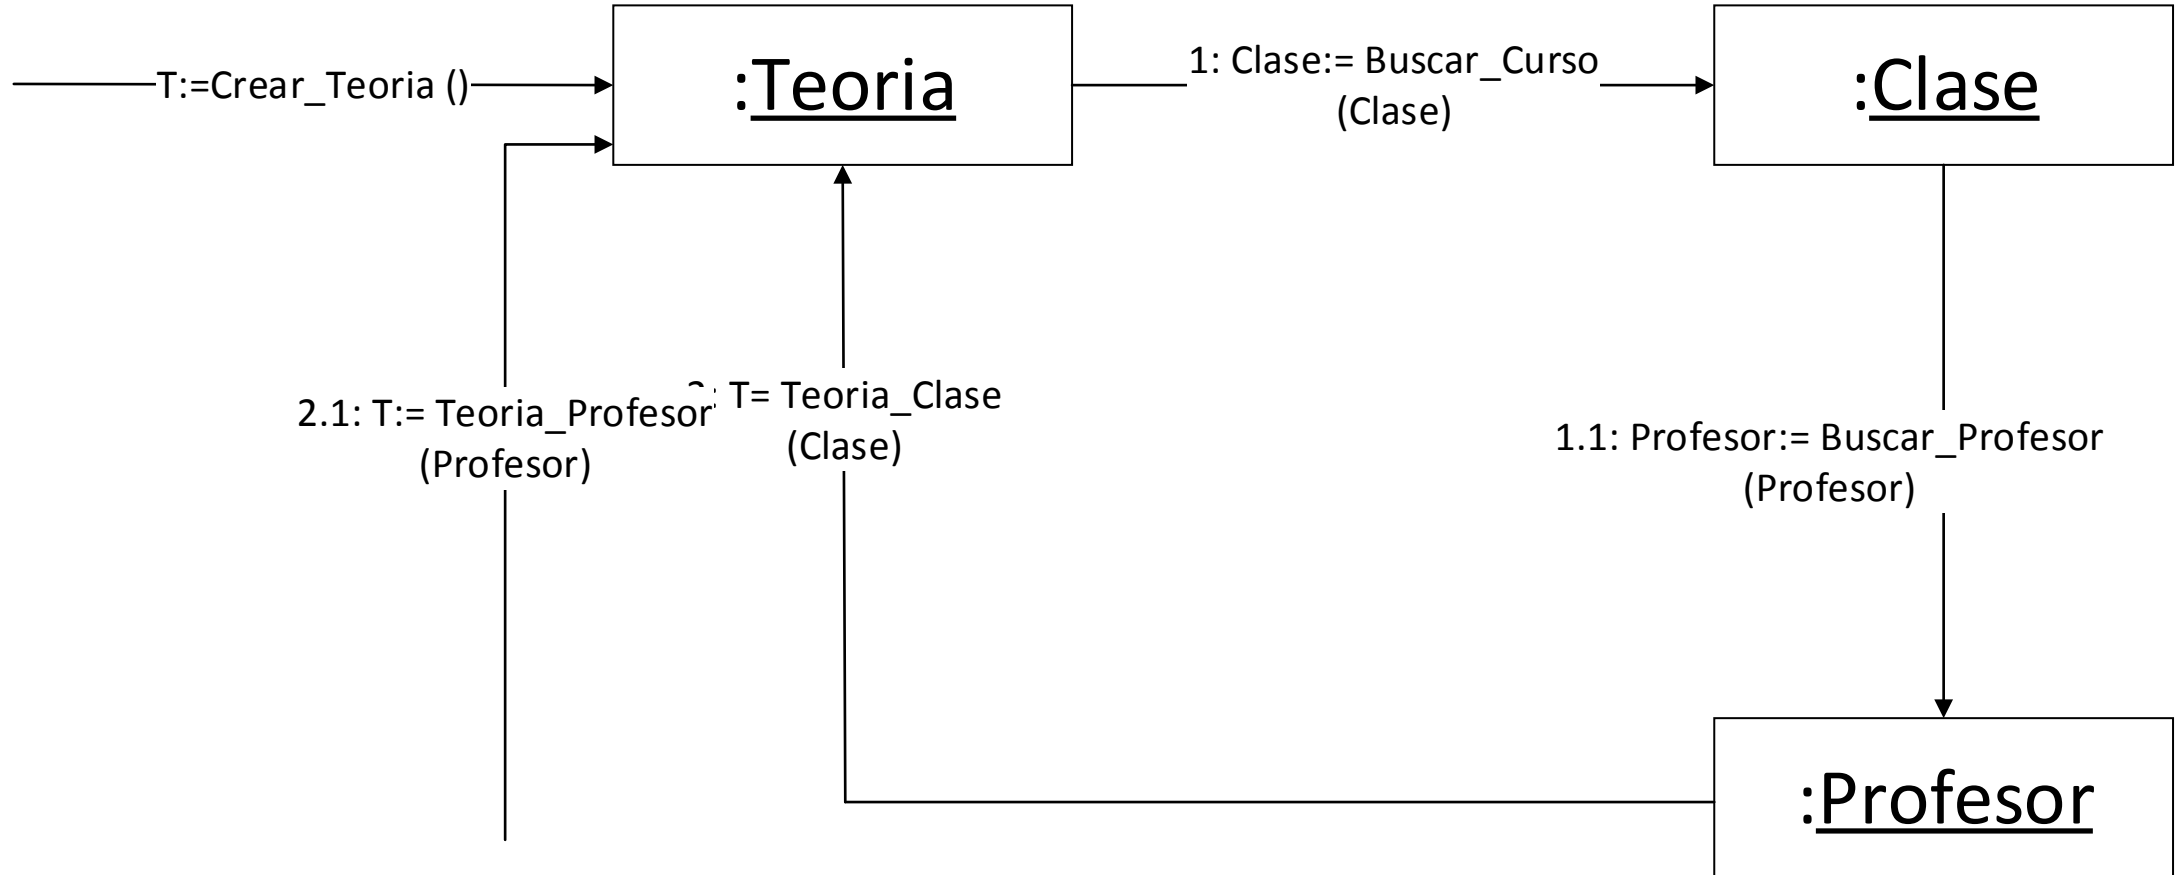 T:=Crear_Teoria ()
:Teoria
1: Clase:= Buscar_Curso
(Clase)
:Clase
2.1: T:= Teoria_Profesor
(Profesor)
: T= Teoria_Clase
(Clase)
1.1: Profesor:= Buscar_Profesor
(Profesor)
:Profesor